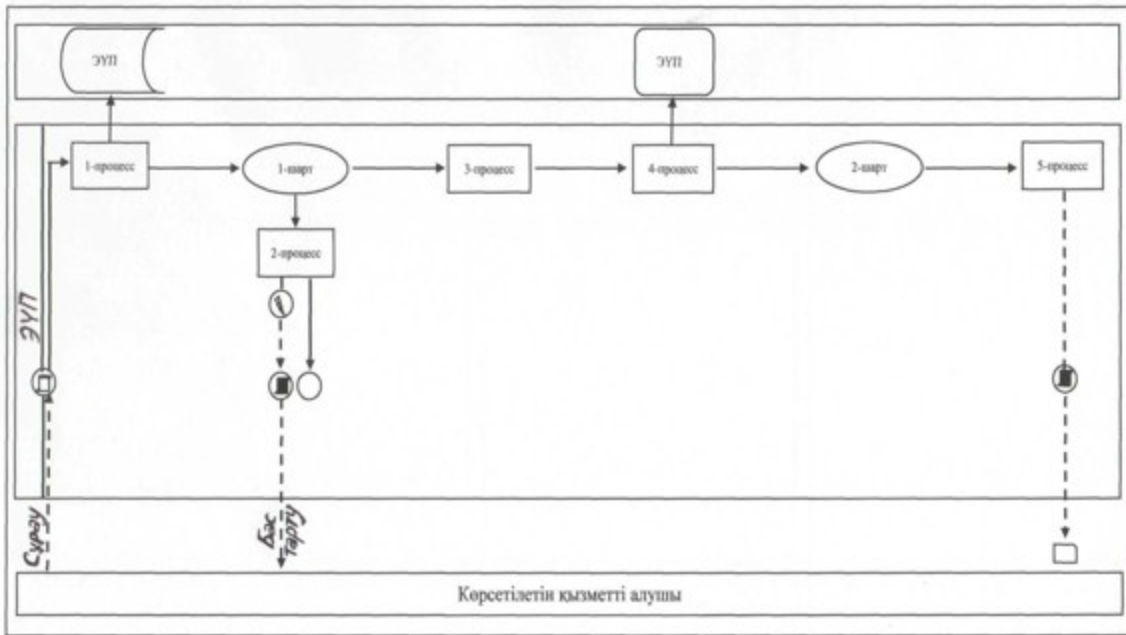 ЭҮП
ЭҮП
1-процесс
1-шарт
3-процесс
4-процесс
2-шарт
5-процесс
2-процесс
ЭҮП
Сұрау
Бас
тарту
Көрсетілетін қызметті алушы